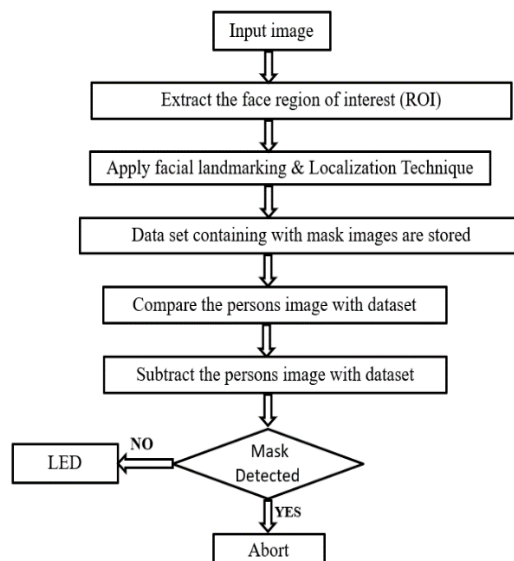 Input image
Extract the face region of interest (ROI)
Apply facial landmarking & Localization Technique
Data set containing with mask images are stored
Compare the persons image with dataset
Subtract the persons image with dataset
Mask
Detected
NO
LED
YES
Abort